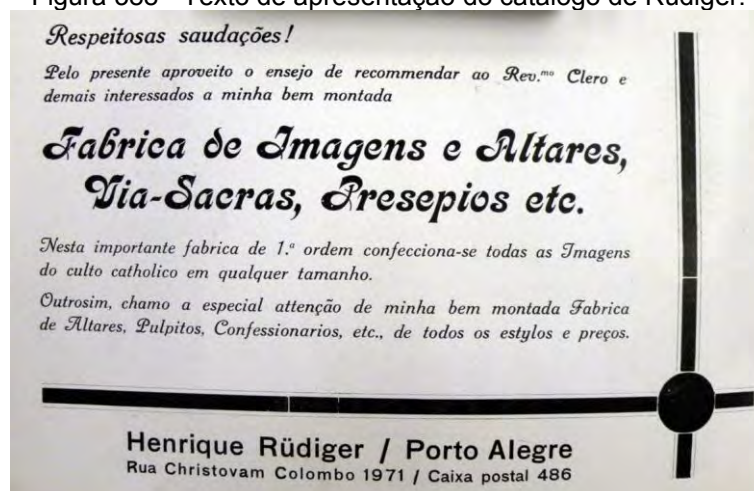 Texto de apresentação do catálogo de Rüdiger.
Respeitosas saudações!
Pelo presente aproveito o ensejo de recommendar ao Rev.mo Clero e
demais interessados a minha bem montada
Fabrica de Imagens e Altares,
Via-Sacras, Presepios etc.
Nesta importante fabrica de 1.ª ordem confecciona-se todas as Imagens
do culto catholico em qualquer tamanho.
Outrosim, chamo a especial attenção de minha bem montada Fabrica
de Altares, Pulpitos, Confessionarios, etc., de todos os estylos e preços.
Henrique Rüdiger / Porto Alegre
Rua Christovam Colombo 1971 / Caixa postal 486